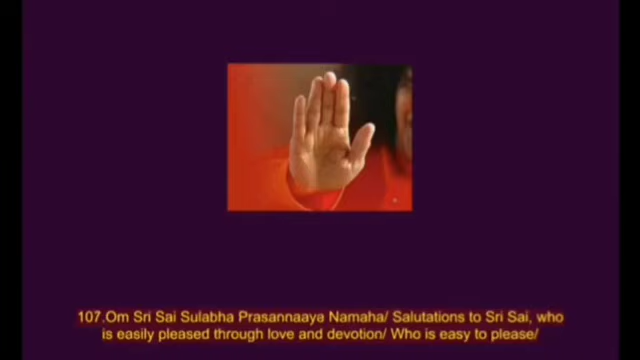 107.Om Sri Sai Sulabha Prasannaaya Namaha/ Salutations to Sri Sai, who
is easily pleased through love and devotion/ Who is easy to please/